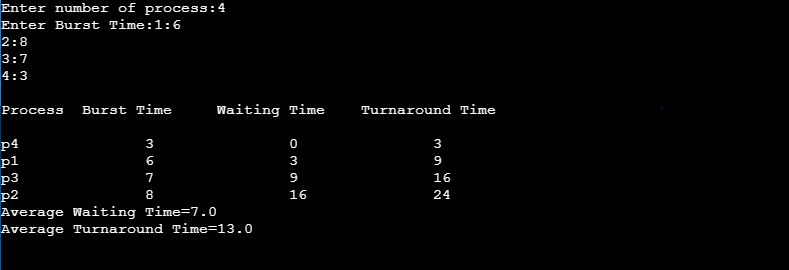 Enter number of process:4
Enter Burst Time:1:6
2:8
3:7
4:3
Process  Burst Time     Waiting Time    Turnaround Time
p4              3               0               3
p1              6               3               9
p3              7               9               16
p2              8               16              24
Average Waiting Time=7.0
Average Turnaround Time=13.0